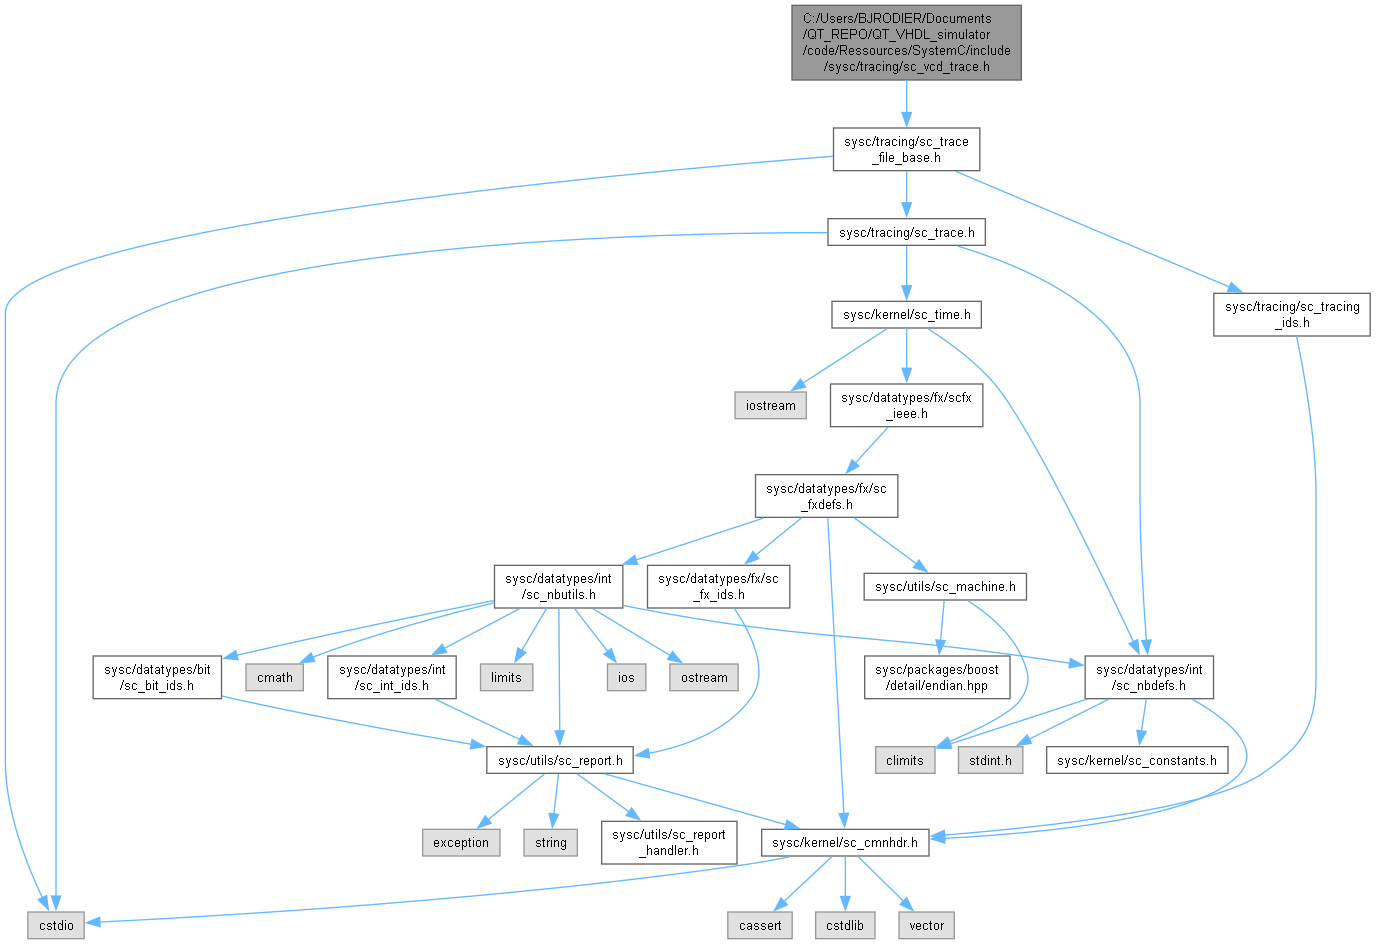 C:/Users/BJRODIER/Documents
/QT_REPO/QT_VHDL_simulator
/code/Ressources/SystemC/include
/sysc/tracing/sc_vcd_trace.h
sysc/tracing/sc_trace
_file_base.h
sysc/tracing/sc_trace.h
sysc/kernel/sc_time.h
sysc/tracing/sc_tracing
_ids.h
iostream
sysc/datatypes/fx/scfx
_ieee.h
sysc/datatypes/fx/sc
_fxdefs.h
sysc/datatypes/int
/sc_nbutils.h
sysc/datatypes/fx/sc
_fx_ids.h
sysc/utils/sc_machine.h
sysc/datatypes/bit
/sc_bit_ids.h
cmath
sysc/datatypes/int
/sc_int_ids.h
limits
ios
ostream
sysc/packages/boost
/detail/endian.hpp
sysc/datatypes/int
/sc_nbdefs.h
sysc/utils/sc_report.h
climits
stdint.h
sysc/kernel/sc_constants.h
exception
string
sysc/utils/sc_report
_handler.h
sysc/kernel/sc_cmnhdr.h
cstdio
cassert
cstdlib
vector